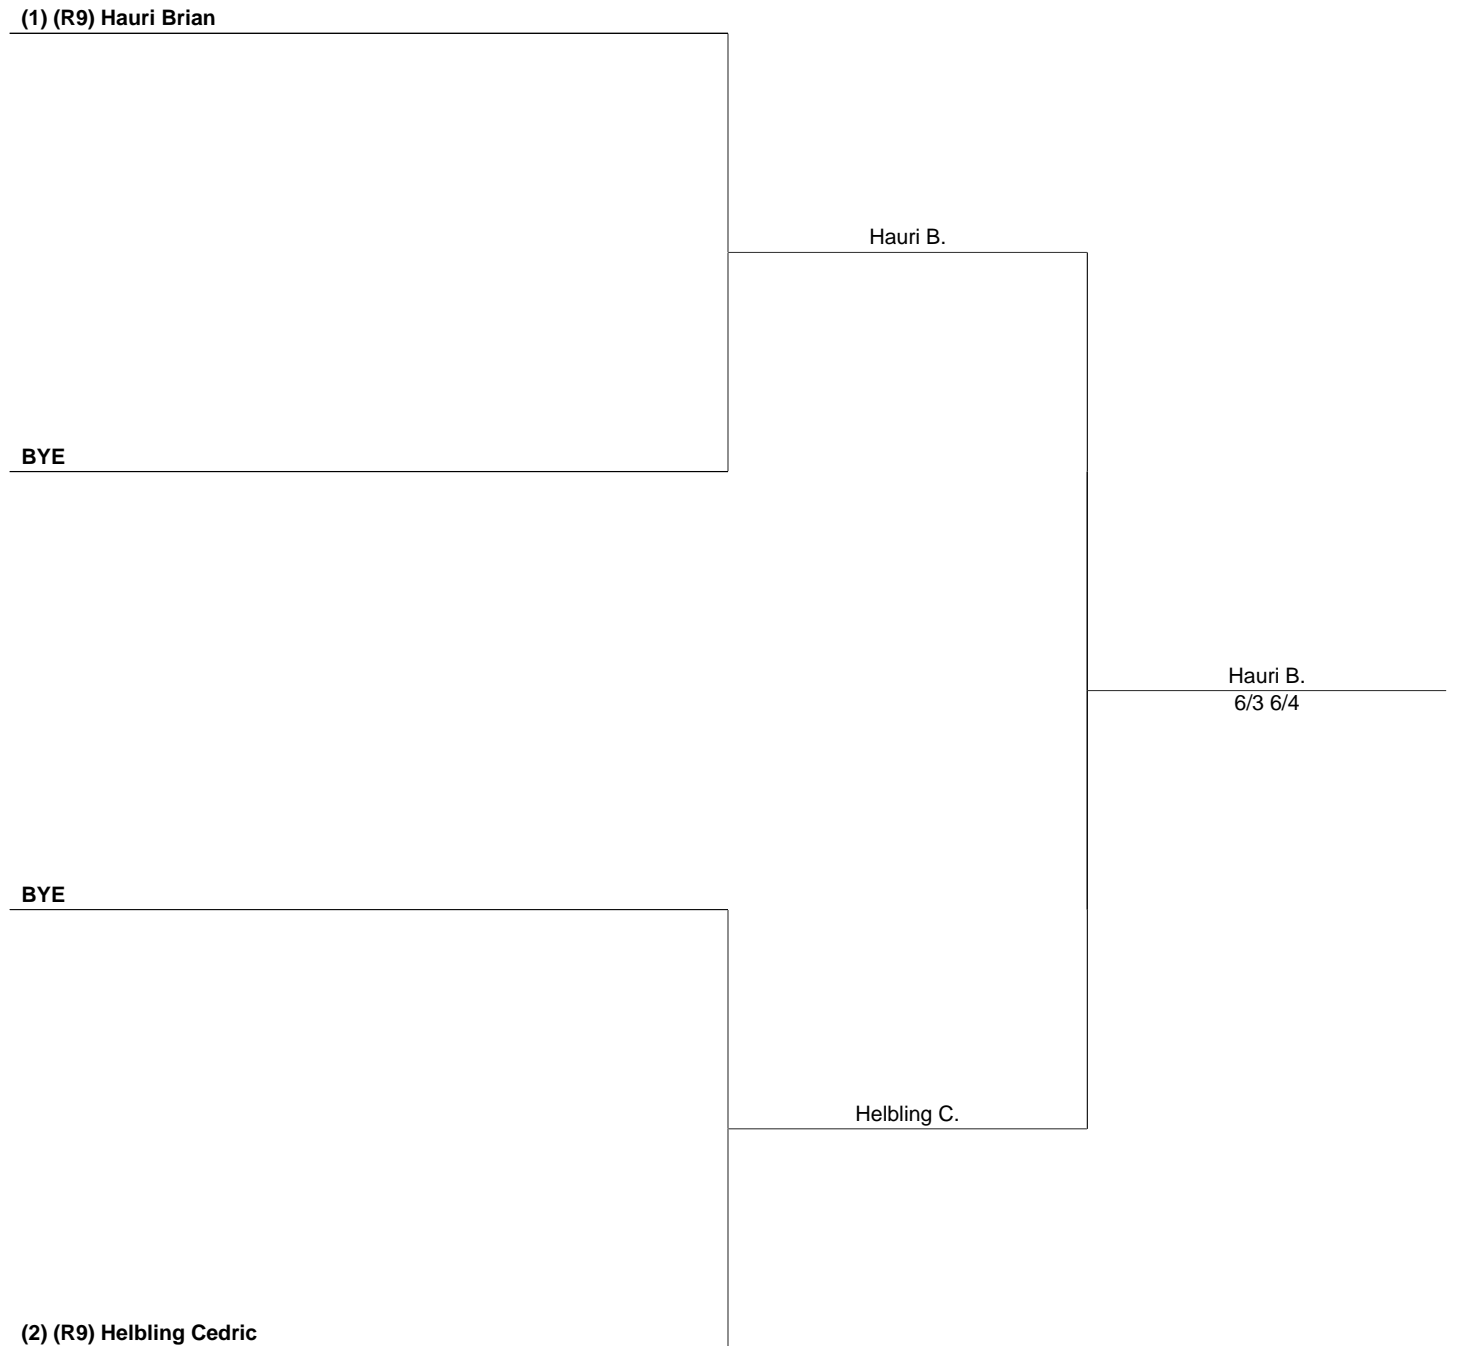 (1) (R9) Hauri Brian
Hauri B.
BYE
Hauri B.
6/3 6/4
BYE
Helbling C.
(2) (R9) Helbling Cedric